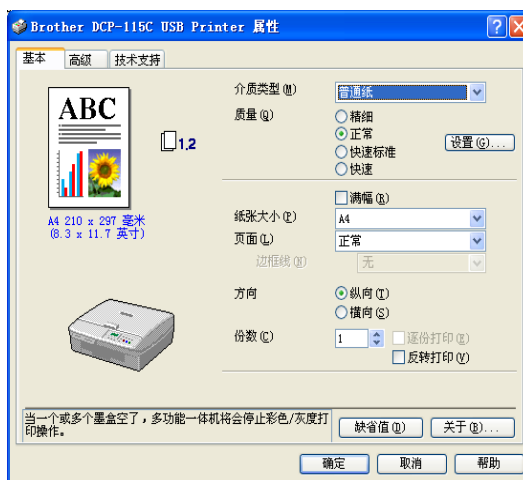 Brother DCP-115C USB Printer 属性
基本 高级 技术支持
ABC
1.2
A4 210 x 297 毫米
(8.3 x 11.7 英寸)
介质类型(M) 普通纸
质量(Q) 精细
正常
快速标准
快速
设置(G)...
满幅(R)
纸张大小(P) A4
页面(L) 正常
边框线(N) 无
方向 纵向(T)
横向(S)
份数(C) 1 逐份打印(E)
反转打印(V)
当一个或多个墨盒空了，多功能一体机将会停止彩色/灰度打
印操作。
缺省值(D) 关于(B)...
确定 取消 帮助